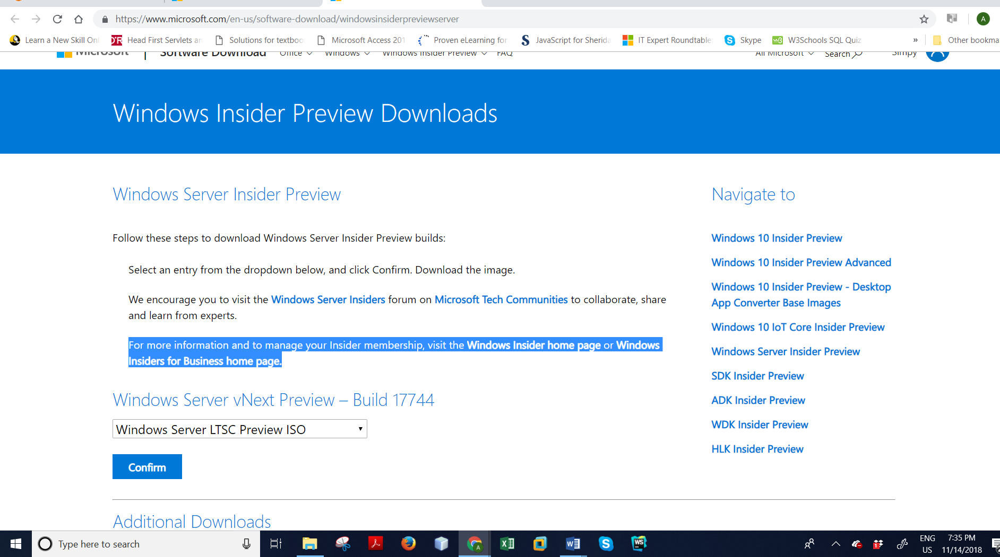 https://www.microsoft.com/en-us/software-download/windowsinsiderpreviewserver
A
Learn a New Skill Onl
Head First Servlets an
Solutions for textboo
Microsoft Access 201
Proven eLearning for
JavaScript for Sherida
IT Expert Roundtable
Skype
W3Schools SQL Quiz
»
Other bookma
Microsoft
Software Download
Office
Windows
Windows Insider Preview
FAQ
All Microsoft
Search
Simpy
Windows Insider Preview Downloads
Windows Server Insider Preview
Follow these steps to download Windows Server Insider Preview builds:
Select an entry from the dropdown below, and click Confirm. Download the image.
We encourage you to visit the Windows Server Insiders forum on Microsoft Tech Communities to collaborate, share
and learn from experts.
For more information and to manage your Insider membership, visit the Windows Insider home page or Windows
Insiders for Business home page.
Windows Server vNext Preview – Build 17744
Windows Server LTSC Preview ISO
Confirm
Additional Downloads
Navigate to
Windows 10 Insider Preview
Windows 10 Insider Preview Advanced
Windows 10 Insider Preview - Desktop
App Converter Base Images
Windows 10 IoT Core Insider Preview
Windows Server Insider Preview
SDK Insider Preview
ADK Insider Preview
WDK Insider Preview
HLK Insider Preview
Type here to search
ENG
US
7:35 PM
11/14/2018